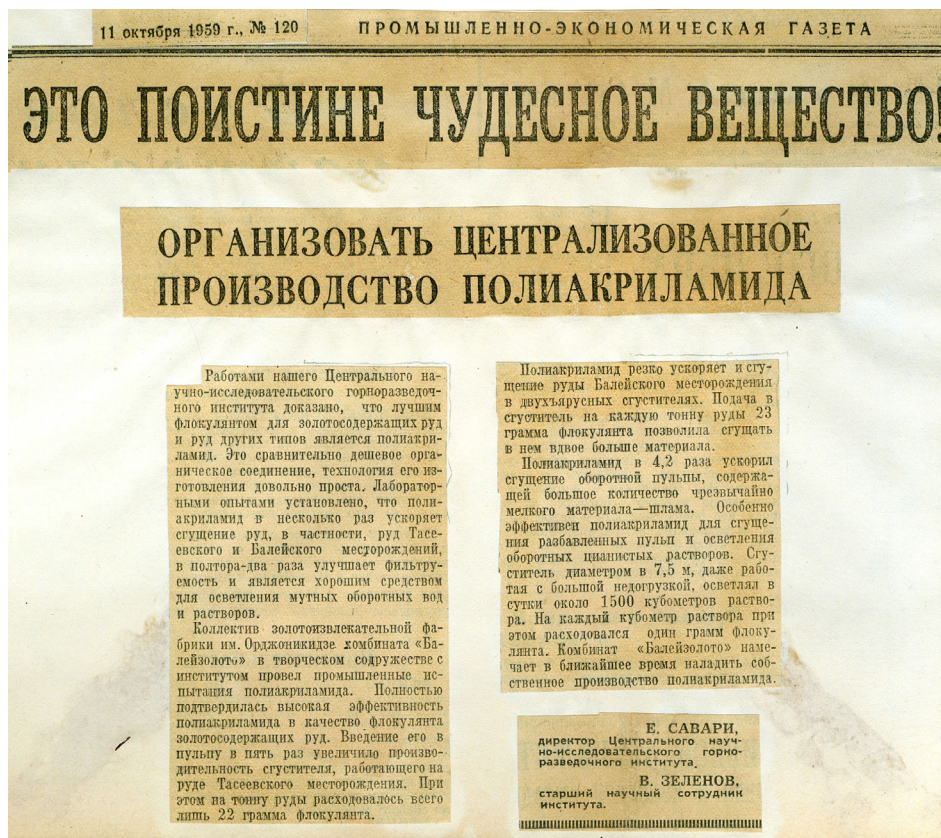 11 октября 1959 г., № 120
ПРОМЫШЛЕННО-ЭКОНОМИЧЕСКАЯ ГАЗЕТА
ЭТО ПОИСТИНЕ ЧУДЕСНОЕ ВЕЩЕСТВО!
ОРГАНИЗОВАТЬ ЦЕНТРАЛИЗОВАННОЕ
ПРОИЗВОДСТВО ПОЛИАКРИЛАМИДА
Работами нашего Центрального на-
учно-исследовательского горноразведоч-
ного института доказано, что лучшим
флокулянтом для золотосодержащих руд
и руд других типов является полиакри-
ламид. Это сравнительно дешевое орга-
ническое соединение, технология его из-
готовления довольно проста. Лаборатор-
ными опытами установлено, что поли-
акриламид в несколько раз ускоряет
сгущение руд, в частности, руд Тасе-
евского и Балейского месторождений,
в полтора-два раза улучшает фильтру-
емость и является хорошим средством
для осветления мутных оборотных вод
и растворов.
Коллектив золотоизвлекательной фа-
брики им. Орджоникидзе комбината «Ба-
лейзолото» в творческом содружестве с
институтом провел промышленные ис-
пытания полиакриламида. Полностью
подтвердилась высокая эффективность
полиакриламида в качество флокулянта
золотосодержащих руд. Введение его в
пульпу в пять раз увеличило произво-
дительность сгустителя, работающего на
руде Тасеевского месторождения. При
этом на тонну руды расходовалось всего
лишь 22 грамма флокулянта.
Полиакриламид резко ускоряет и сгу-
щение руды Балейского месторождения
в двухъярусных сгустителях. Подача в
сгуститель на каждую тонну руды 23
грамма флокулянта позволила сгущать
в нем вдвое больше материала.
Полиакриламид в 4,2 раза ускорил
сгущение оборотной пульпы, содержа-
щей большое количество чрезвычайно
мелкого материала—шлама. Особенно
эффективен полиакриламид для сгуще-
ния разбавленных пульп и осветления
оборотных цианистых растворов. Сгу-
ститель диаметром в 7,5 м, даже рабо-
тая с большой недогрузкой, осветлял в
сутки около 1500 кубометров раство-
ра. На каждый кубометр раствора при
этом расходовался один грамм флоку-
лянта. Комбинат «Балейзолото» наме-
чает в ближайшее время наладить соб-
ственное производство полиакриламида.
Е. САВАРИ,
директор Центрального науч-
но-исследовательского горно-
разведочного института.
В. ЗЕЛЕНОВ,
старший научный сотрудник
института.